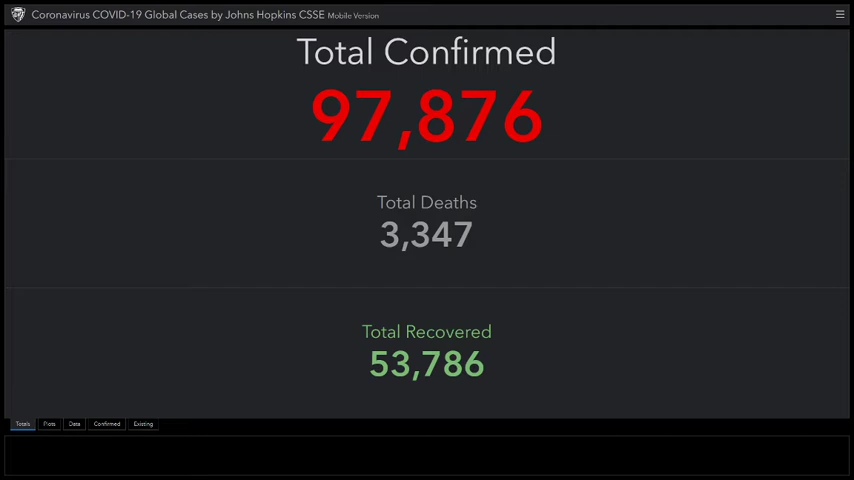 Coronavirus COVID-19 Global Cases by Johns Hopkins CSSE Mobile Version
Total Confirmed
97,876
Total Deaths
3,347
Total Recovered
53,786
Totals Plots Data Confirmed Existing